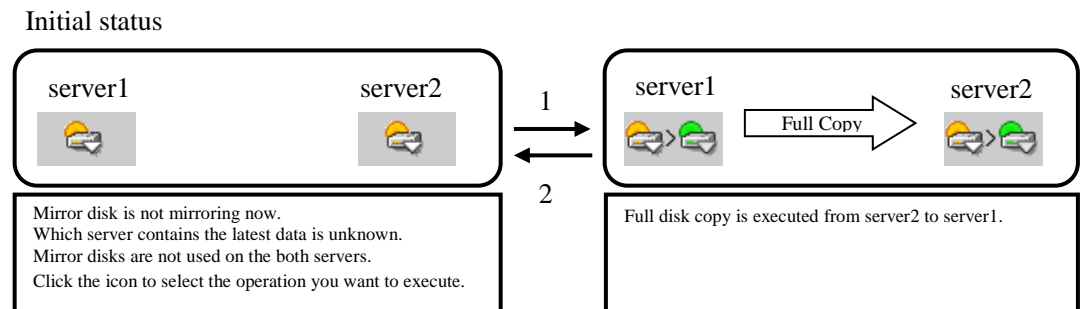 Initial status
server1
server2
1
2
server1
Full Copy
server2
Mirror disk is not mirroring now.
Which server contains the latest data is unknown.
Mirror disks are not used on the both servers.
Click the icon to select the operation you want to execute.
Full disk copy is executed from server2 to server1.